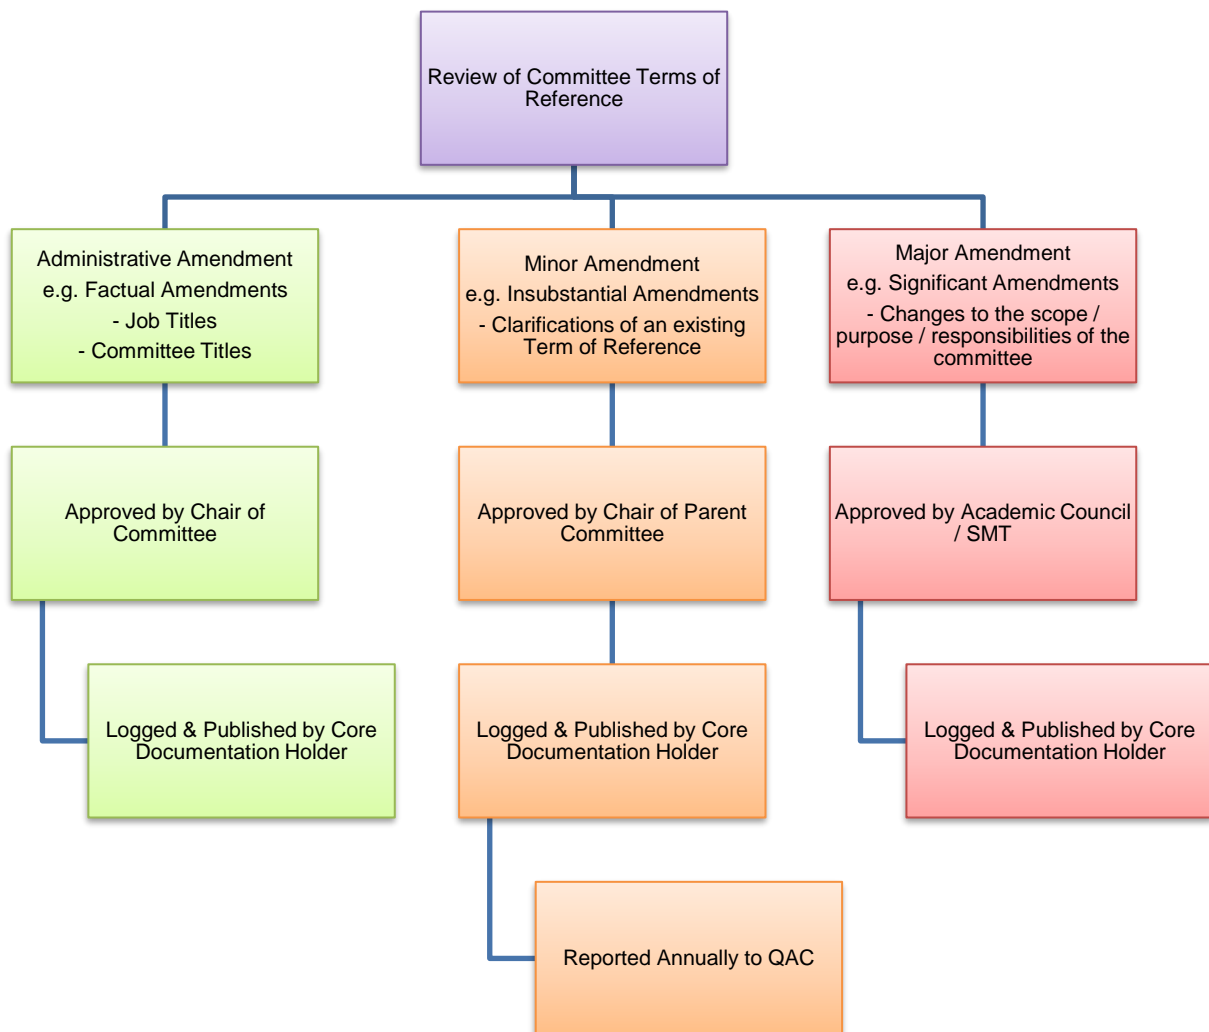 Review of Committee Terms of
Reference
Administrative Amendment
e.g. Factual Amendments
- Job Titles
- Committee Titles
Minor Amendment
e.g. Insubstantial Amendments
- Clarifications of an existing
Term of Reference
Major Amendment
e.g. Significant Amendments
- Changes to the scope /
purpose / responsibilities of the
committee
Approved by Chair of
Committee
Approved by Chair of Parent
Committee
Approved by Academic Council
/ SMT
Logged & Published by Core
Documentation Holder
Logged & Published by Core
Documentation Holder
Logged & Published by Core
Documentation Holder
Reported Annually to QAC